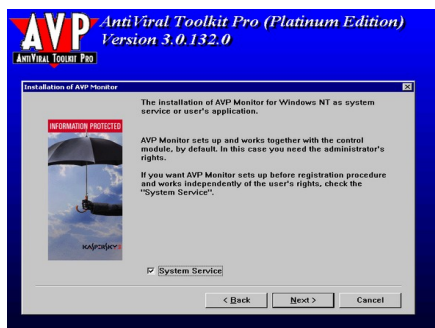 AVP
ANTIVIRAL TOOLKIT PRO
AntiViral Toolkit Pro (Platinum Edition)
Version 3.0.132.0
Installation of AVP Monitor
The installation of AVP Monitor for Windows NT as system
service or user's application.
INFORMATION PROTECTED
AVP Monitor sets up and works together with the control
module, by default. In this case you need the administrator's
rights.
If you want AVP Monitor sets up before registration procedure
and works independently of the user's rights, check the
"System Service".
KASPERSKY
System Service
< Back
Next >
Cancel